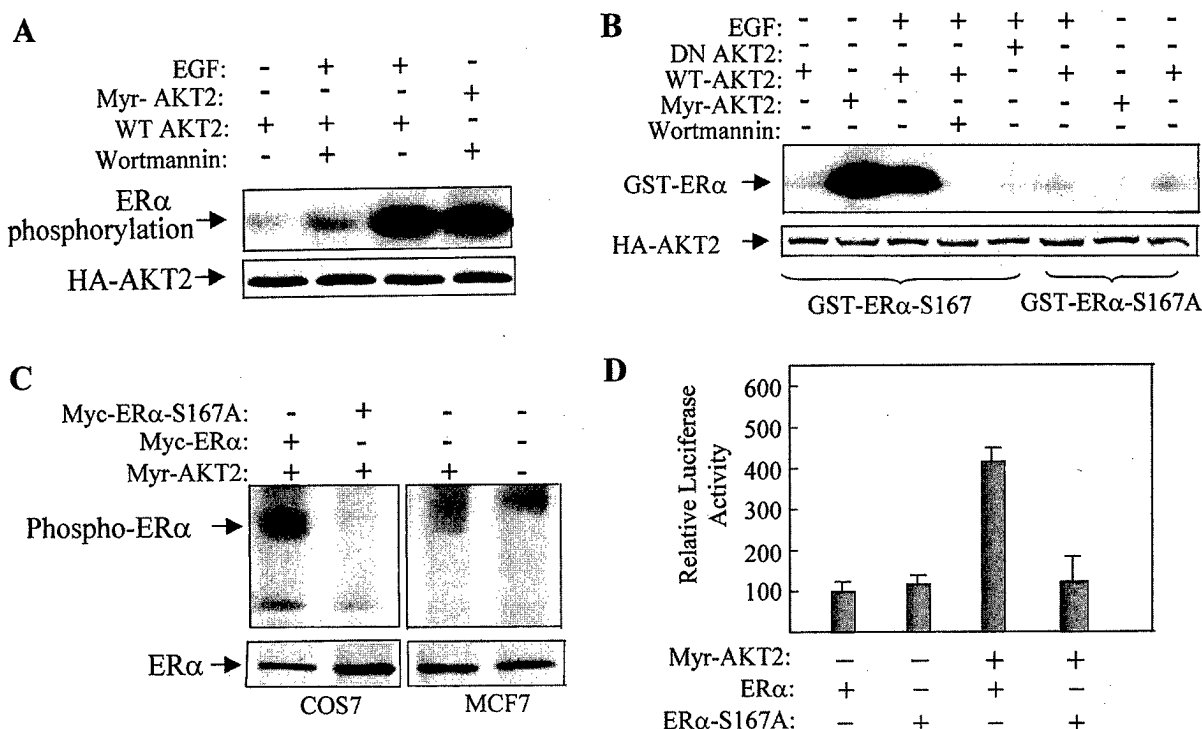 A
EGF: - + + -
Myr- AKT2: - - - +
WT AKT2: + + + -
Wortmannin: - + - +
ERα
phosphorylation
HA-AKT2
B
EGF: - - + + + + - -
DN AKT2: - - - - + - - -
WT-AKT2: + - + + - + - +
Myr-AKT2: - + - - - - + -
Wortmannin: - - - + - - - -
GST-ERα
HA-AKT2
GST-ERα-S167 GST-ERα-S167A
C
Myc-ERα-S167A: - + - -
Myc-ERα: + - - -
Myr-AKT2: + + + -
Phospho-ERα
ERα
COS7 MCF7
D
Relative Luciferase
Activity
600
500
400
300
200
100
Myr-AKT2: – – + +
ERα: + – + –
ERα-S167A: – + – +